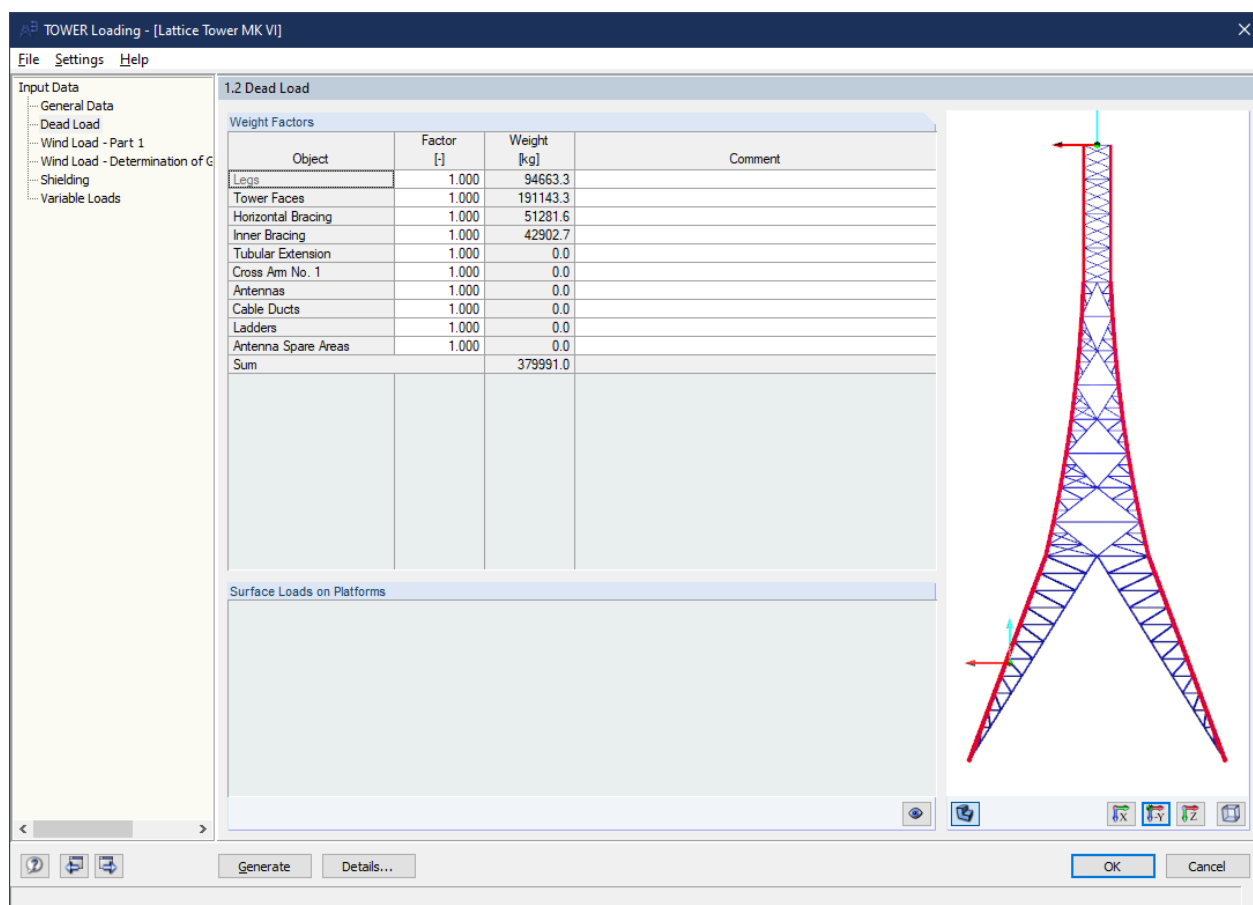 TOWER Loading - [Lattice Tower MK VI]
File Settings Help
Input Data
General Data
Dead Load
Wind Load - Part 1
Wind Load - Determination of G
Shielding
Variable Loads
1.2 Dead Load
Weight Factors
Object Factor [-] Weight [kg] Comment
Legs 1.000 94663.3
Tower Faces 1.000 191143.3
Horizontal Bracing 1.000 51281.6
Inner Bracing 1.000 42902.7
Tubular Extension 1.000 0.0
Cross Arm No. 1 1.000 0.0
Antennas 1.000 0.0
Cable Ducts 1.000 0.0
Ladders 1.000 0.0
Antenna Spare Areas 1.000 0.0
Sum 379991.0
Surface Loads on Platforms
X -Y Z
Generate Details... OK Cancel